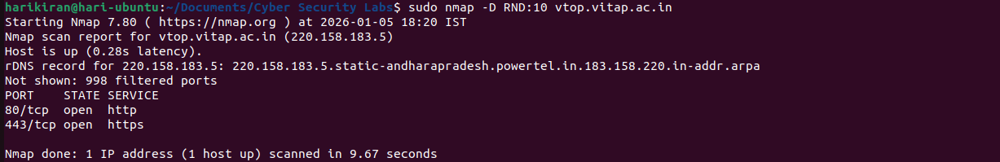 harikiran@hari-ubuntu:~/Documents/Cyber Security Labs$ sudo nmap -D RND:10 vtop.vitap.ac.in
Starting Nmap 7.80 ( https://nmap.org ) at 2026-01-05 18:20 IST
Nmap scan report for vtop.vitap.ac.in (220.158.183.5)
Host is up (0.28s latency).
rDNS record for 220.158.183.5: 220.158.183.5.static-andharapradesh.powertel.in.183.158.220.in-addr.arpa
Not shown: 998 filtered ports
PORT    STATE SERVICE
80/tcp  open  http
443/tcp open  https
Nmap done: 1 IP address (1 host up) scanned in 9.67 seconds